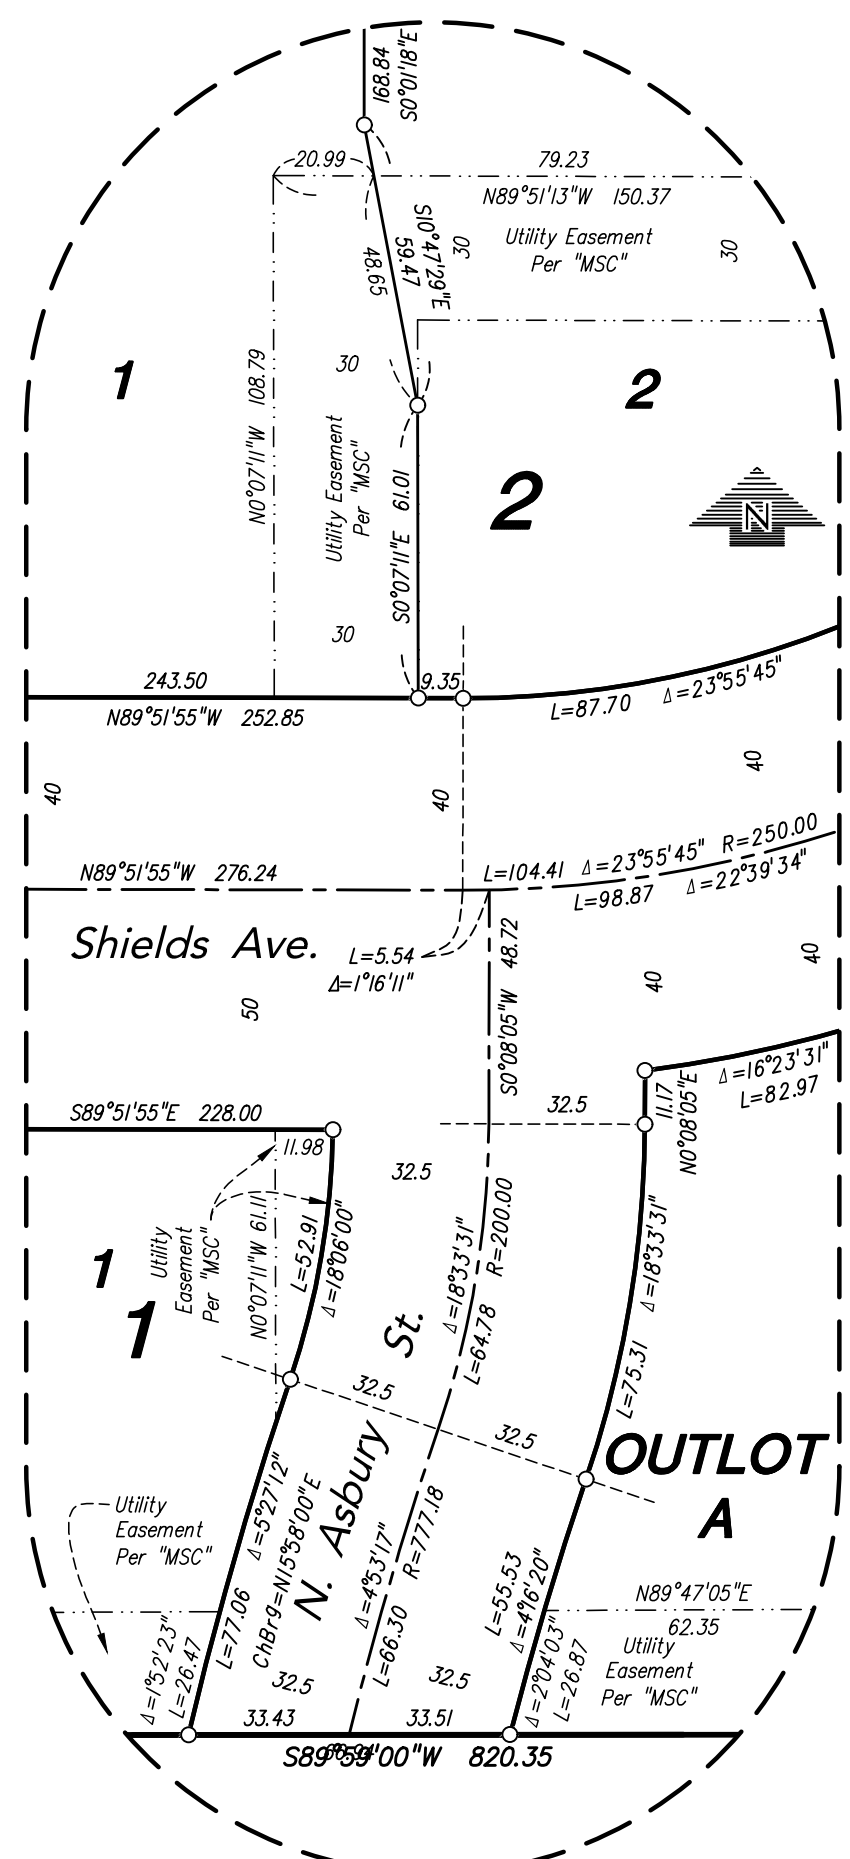 168.84
S0°01'18"E
20.99
79.23
N89°51'13"W 150.37
Utility Easement
Per "MSC"
30
30
S10°47'29"E
59.47
48.65
30
1
2
N0°07'11"W 108.79
Utility Easement
Per "MSC"
S0°07'11"E 61.01
2
N
30
243.50
9.35
N89°51'55"W 252.85
L=87.70 Δ=23°55'45"
40
40
40
N89°51'55"W 276.24
L=104.41 Δ=23°55'45" R=250.00
L=98.87 Δ=22°39'34"
Shields Ave.
L=5.54
Δ=1°16'11"
S0°08'05"W 48.72
50
40
40
Δ=16°23'31"
L=82.97
11.17
N0°08'05"E
S89°51'55"E 228.00
32.5
11.98
32.5
Utility
Easement
Per "MSC"
N0°07'11"W 61.11
L=52.91
Δ=18°06'00"
Δ=18°33'31"
R=200.00
L=64.78
Δ=18°33'31"
L=75.31
1
1
32.5
32.5
N. Asbury St.
OUTLOT
A
Utility
Easement
Per "MSC"
Δ=5°27'12"
L=77.06
ChBrg=N15°58'00"E
Δ=4°53'17"
R=777.18
L=66.30
L=55.53
Δ=4°16'20"
N89°47'05"E
62.35
Utility
Easement
Per "MSC"
Δ=1°52'23"
L=26.47
32.5
32.5
Δ=2°04'03"
L=26.87
33.43
33.51
66.94
S89°59'00"W 820.35